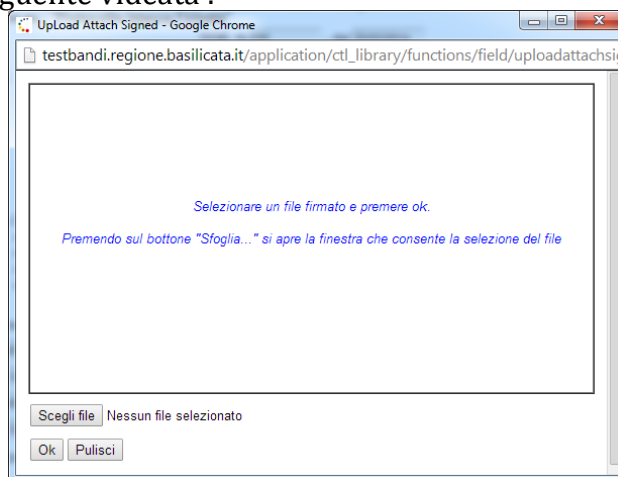 guente videata :
UpLoad Attach Signed - Google Chrome
testbandi.regione.basilicata.it/application/ctl_library/functions/field/uploadattachsi
Selezionare un file firmato e premere ok.
Premendo sul bottone "Sfoglia..." si apre la finestra che consente la selezione del file
Scegli file Nessun file selezionato
Ok Pulisci